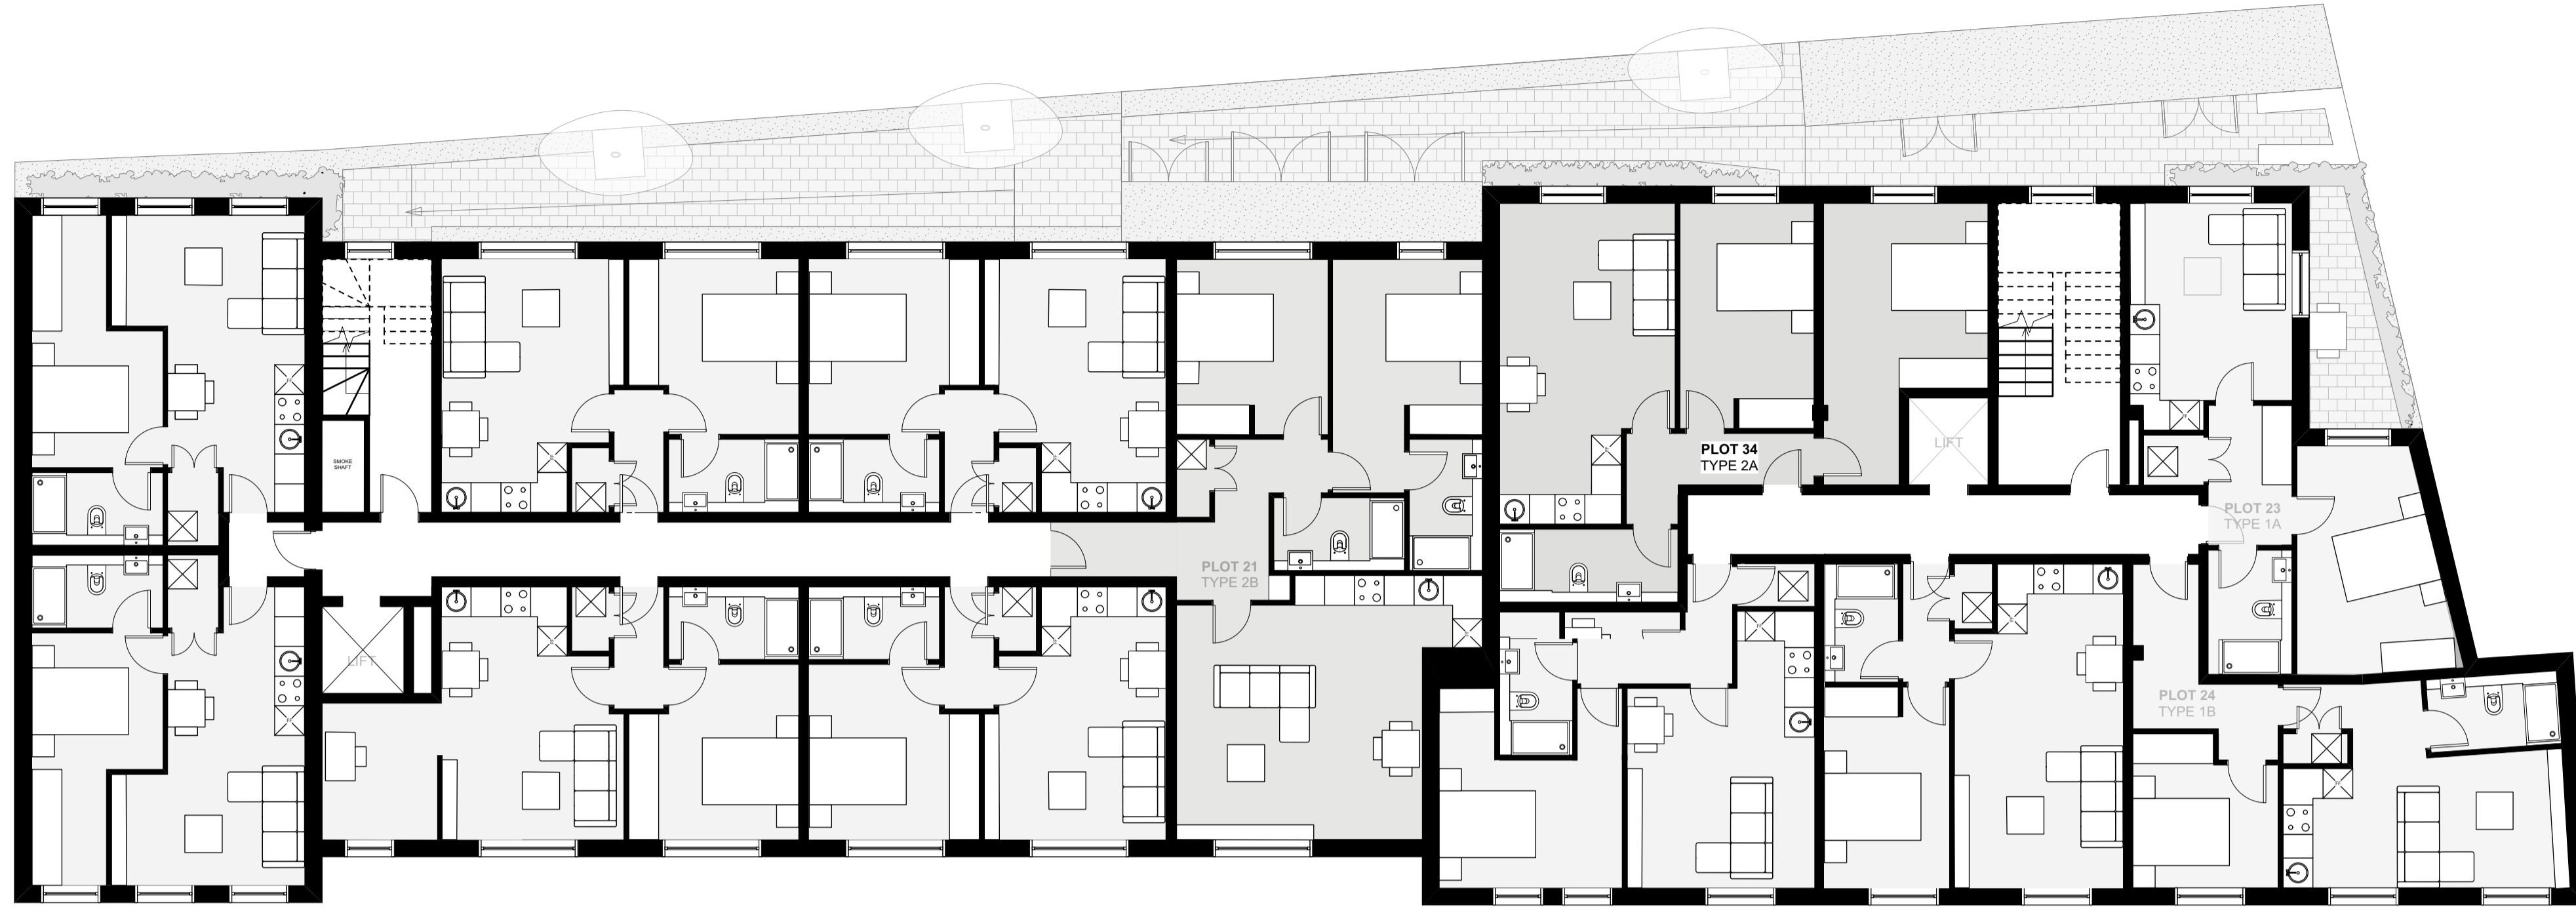 PLOT 34
TYPE 2A
LIFT
SMOKE
SHAFT
PLOT 23
TYPE 1A
PLOT 21
TYPE 2B
LIFT
PLOT 24
TYPE 1B